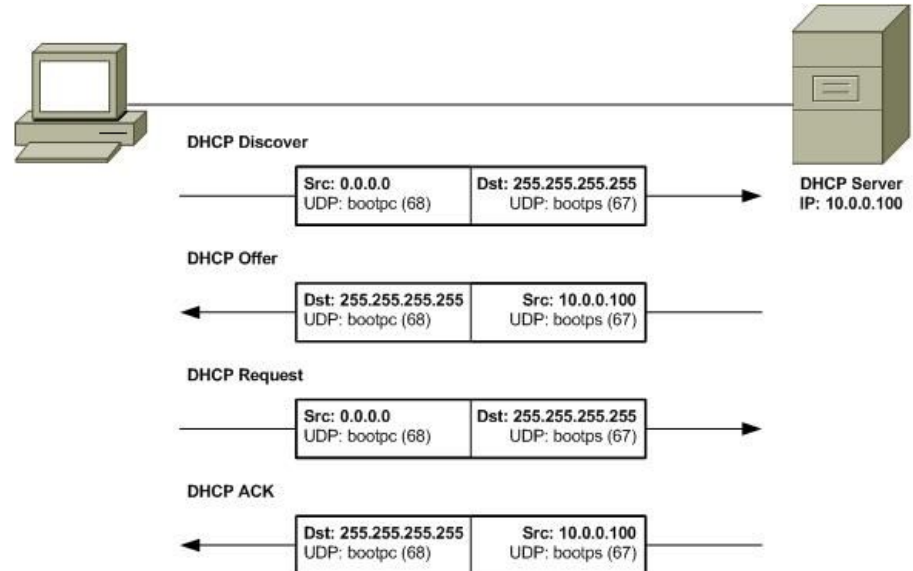 DHCP Discover
Src: 0.0.0.0
UDP: bootpc (68)
Dst: 255.255.255.255
UDP: bootps (67)
DHCP Server
IP: 10.0.0.100
DHCP Offer
Dst: 255.255.255.255
UDP: bootpc (68)
Src: 10.0.0.100
UDP: bootps (67)
DHCP Request
Src: 0.0.0.0
UDP: bootpc (68)
Dst: 255.255.255.255
UDP: bootps (67)
DHCP ACK
Dst: 255.255.255.255
UDP: bootpc (68)
Src: 10.0.0.100
UDP: bootps (67)